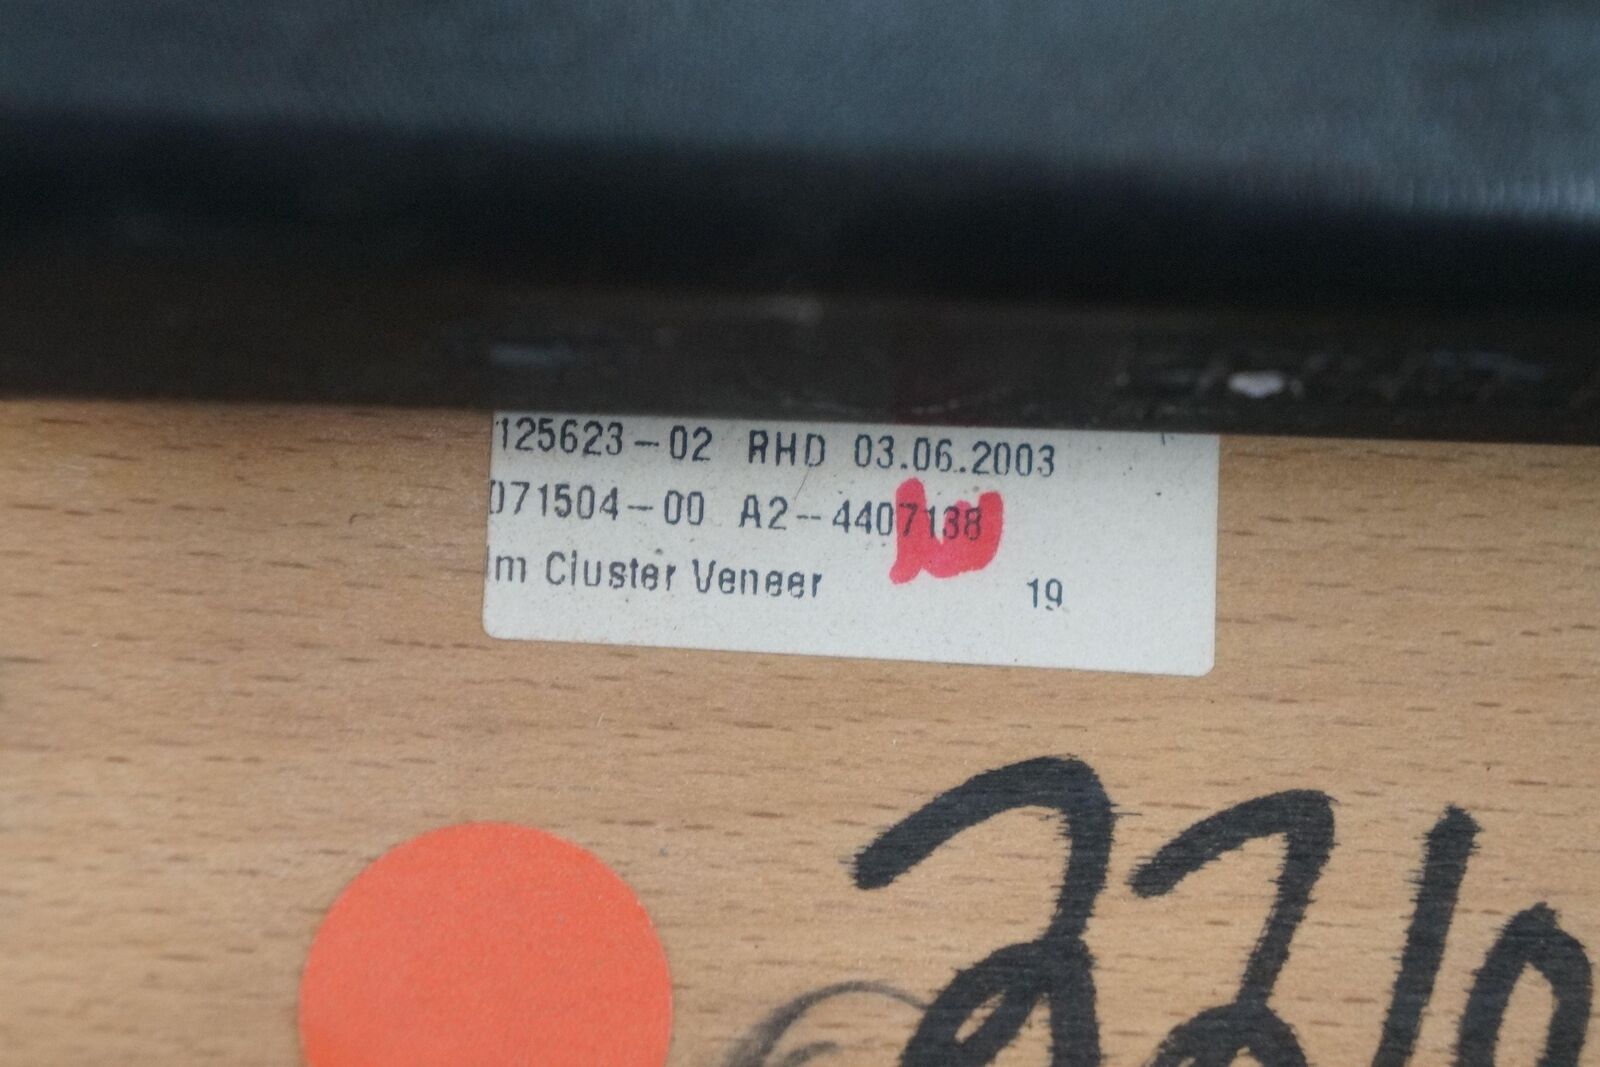 125623-02 RHD 03.06.2003
071504-00 A2-4407138
m Cluster Veneer 19